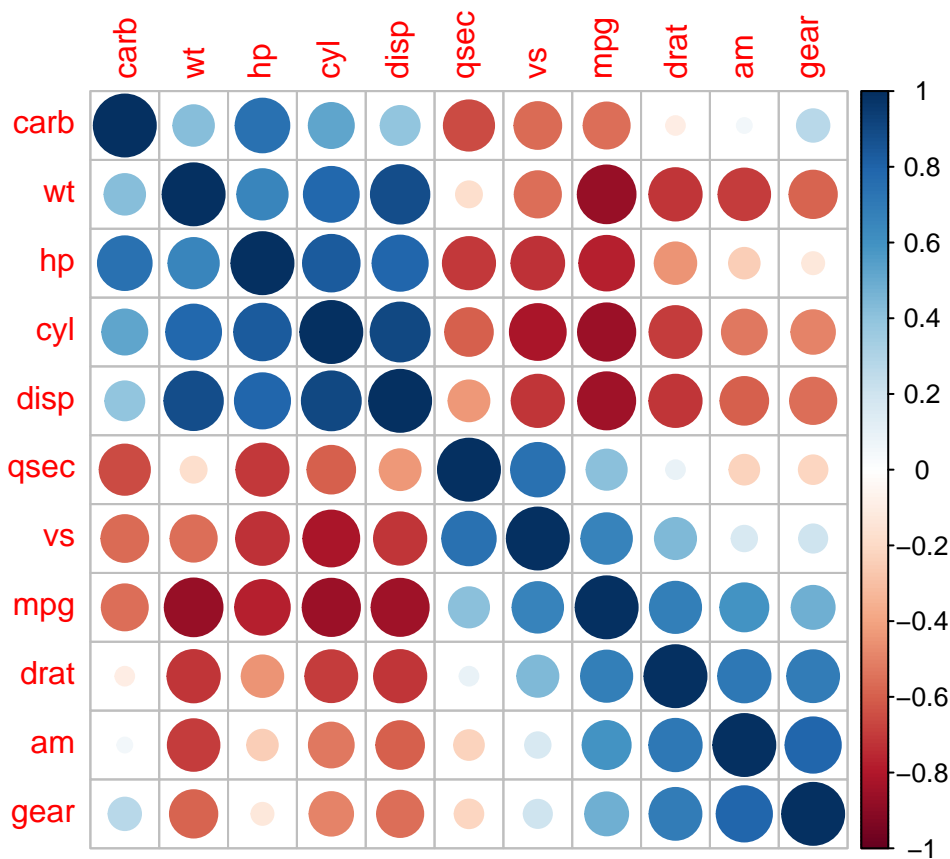 carb wt hp cyl disp qsec vs mpg drat am gear
carb
wt
hp
cyl
disp
qsec
vs
mpg
drat
am
gear
1
0.8
0.6
0.4
0.2
0
−0.2
−0.4
−0.6
−0.8
−1